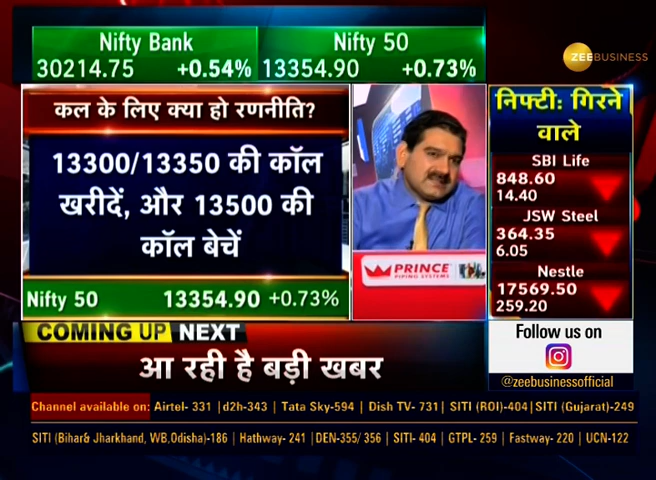 Nifty Bank
30214.75 +0.54%
Nifty 50
13354.90 +0.73%
ZEE BUSINESS
कल के लिए क्या हो रणनीति?
13300/13350 की कॉल
खरीदें, और 13500 की
कॉल बेचें
Nifty 50 13354.90 +0.73%
PRINCE
PIPING SYSTEMS
निफ्टी: गिरने
वाले
SBI Life
848.60
14.40
JSW Steel
364.35
6.05
Nestle
17569.50
259.20
COMING UP NEXT
आ रही है बड़ी खबर
Follow us on
@zeebusinessofficial
Channel available on: Airtel- 331 | d2h-343 | Tata Sky-594 | Dish TV- 731| SITI (ROI)-404| SITI (Gujarat)-249
SITI (Bihar& Jharkhand, WB,Odisha)-186 | Hathway- 241 |DEN-355/ 356 | SITI- 404 | GTPL- 259 | Fastway- 220 | UCN-122